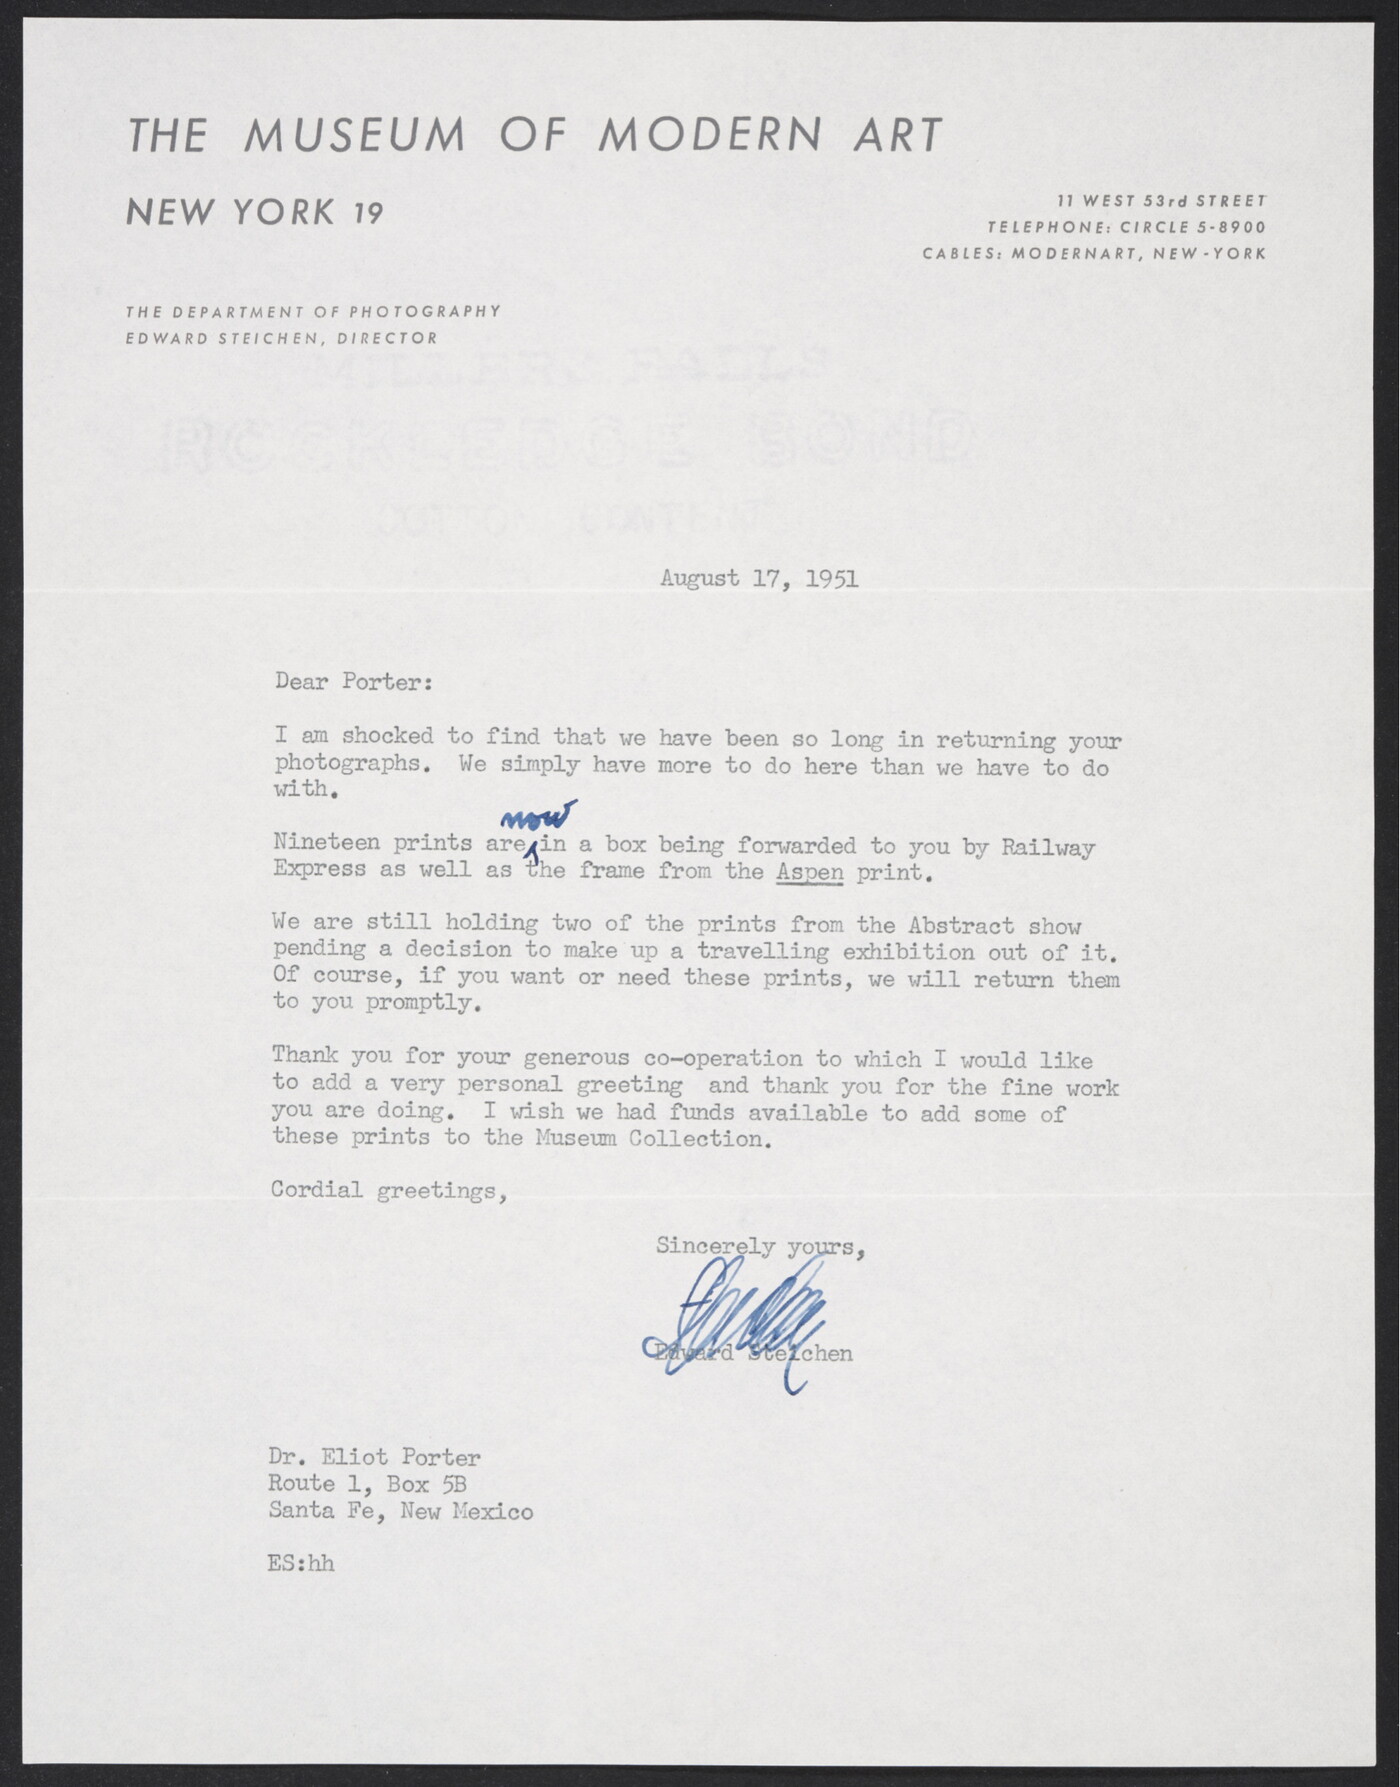 THE MUSEUM OF MODERN ART
NEW YORK 19
11 WEST 53rd STREET
TELEPHONE: CIRCLE 5-8900
CABLES: MODERNART, NEW-YORK
THE DEPARTMENT OF PHOTOGRAPHY
EDWARD STEICHEN, DIRECTOR
MILLERS FALLS
August 17, 1951
Dear Porter:
I am shocked to find that we have been so long in returning your
photographs. We simply have more to do here than we have to do
with.
now
Nineteen prints are in a box being forwarded to you by Railway
Express as well as the frame from the Aspen print.
We are still holding two of the prints from the Abstract show
pending a decision to make up a travelling exhibition out of it.
Of course, if you want or need these prints, we will return them
to you promptly.
Thank you for your generous co-operation to which I would like
to add a very personal greeting and thank you for the fine work
you are doing. I wish we had funds available to add some of
these prints to the Museum Collection.
Cordial greetings,
Sincerely yours,
Edward Steichen
Dr. Eliot Porter
Route 1, Box 5B
Santa Fe, New Mexico
ES:hh